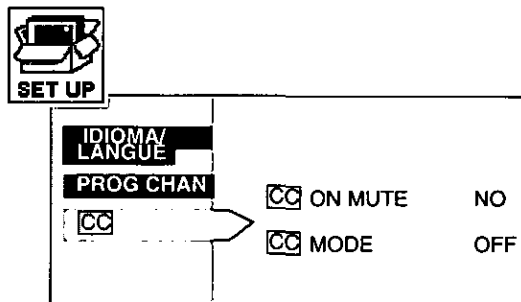 SET UP
IDIOMA/
LANGUE
PROG CHAN
CC
CC ON MUTE NO
CC MODE OFF